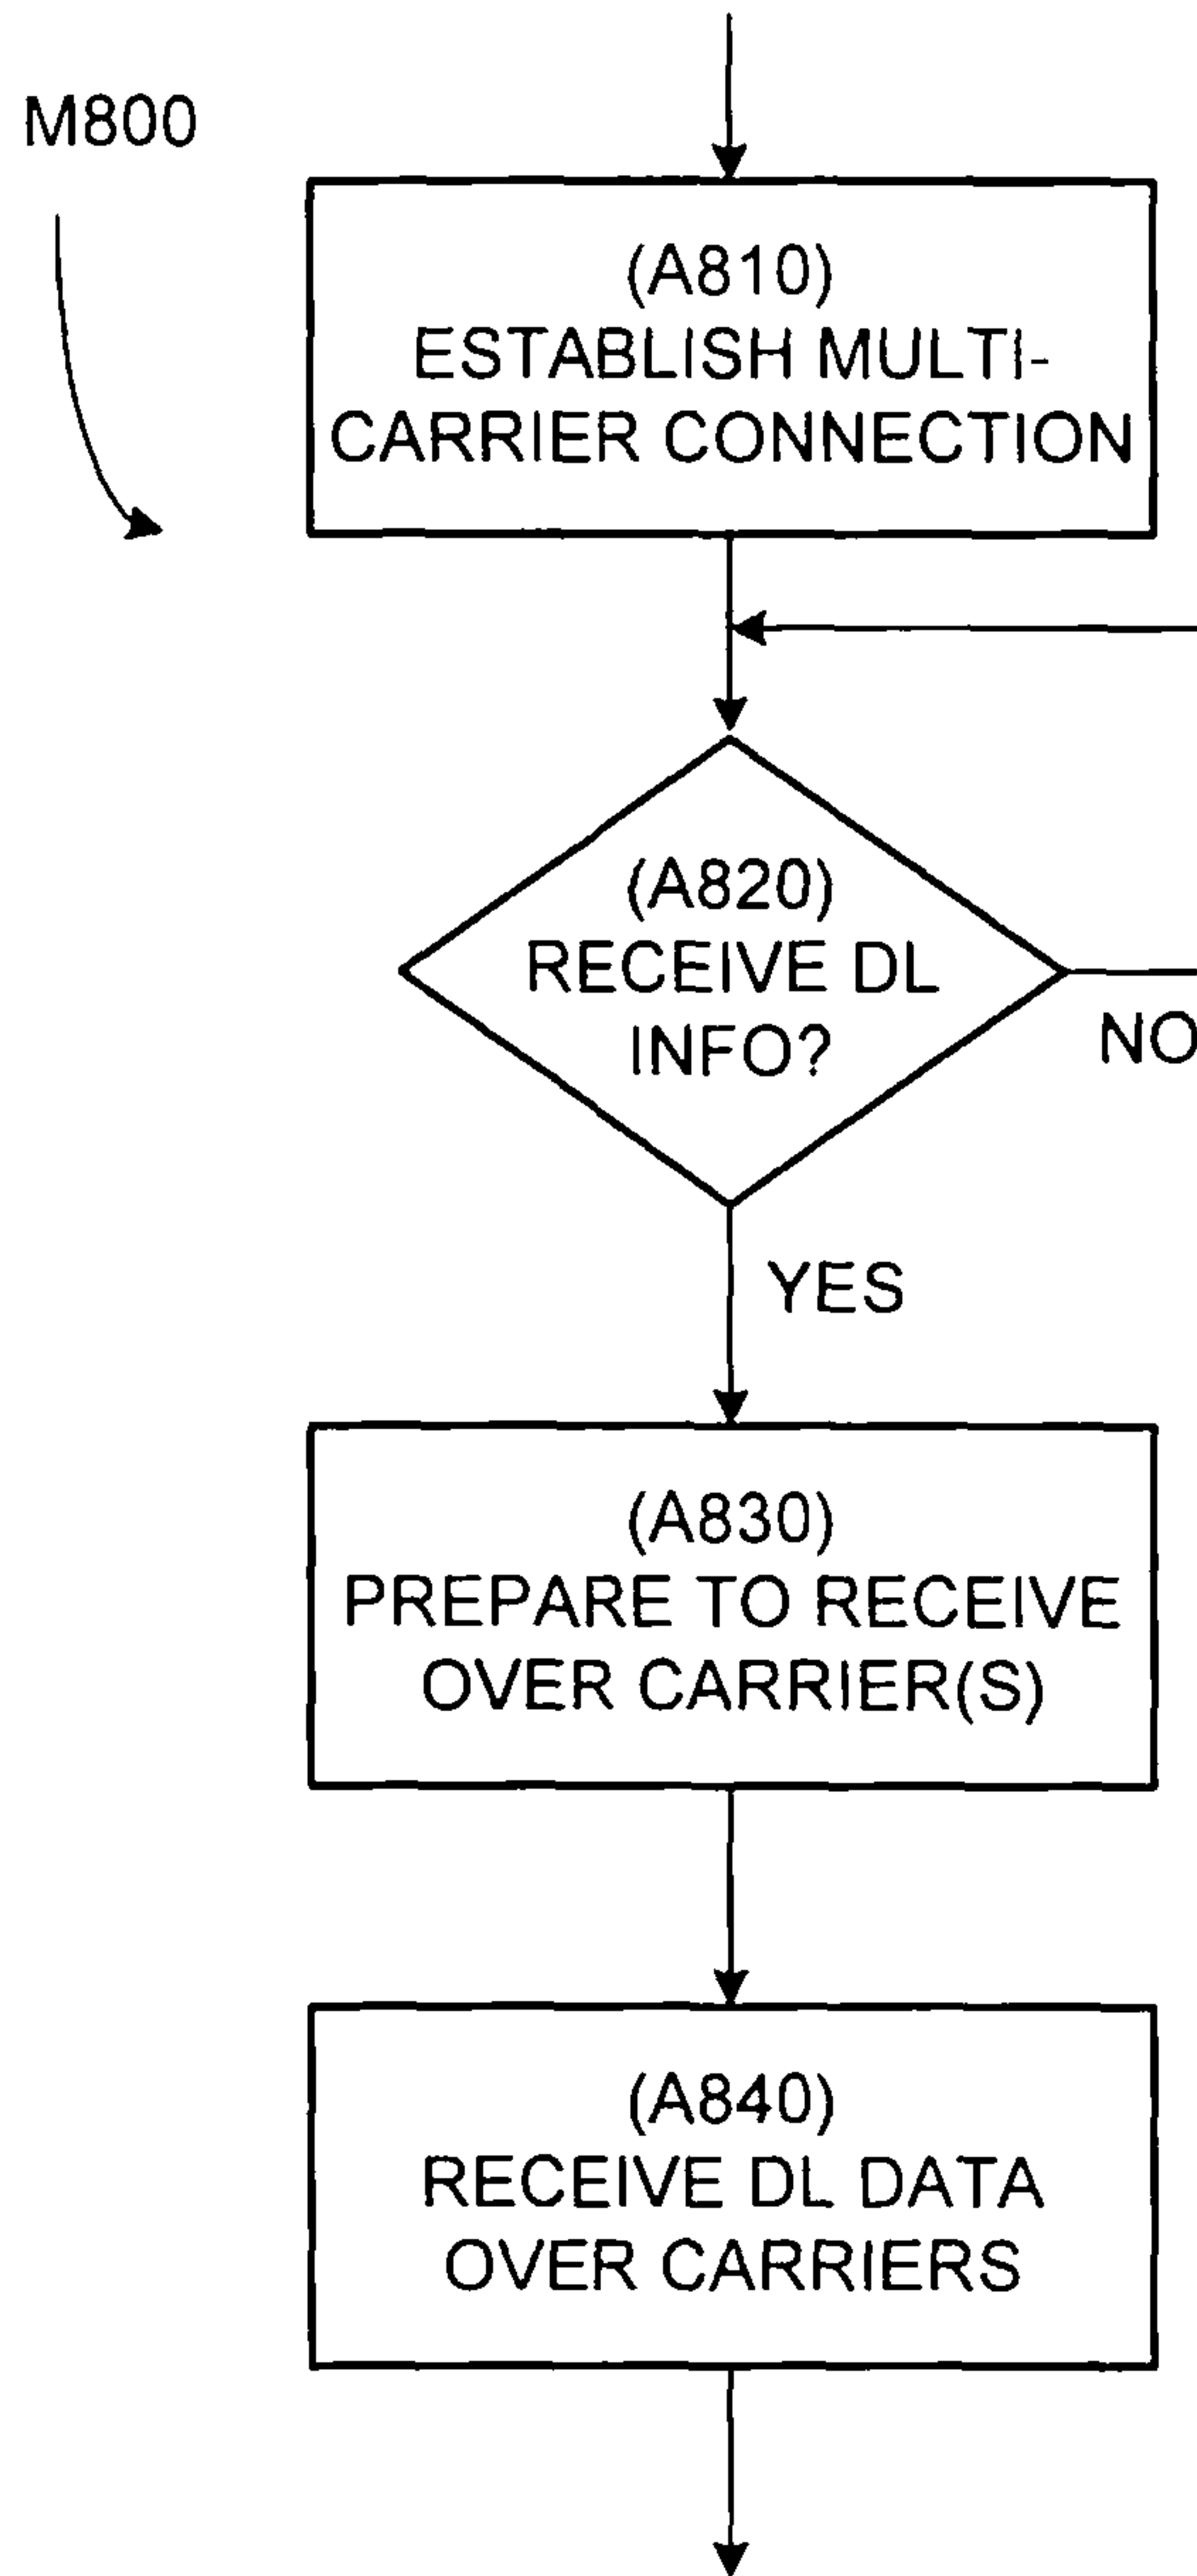 M800
(A810)
ESTABLISH MULTI-
CARRIER CONNECTION
(A820)
RECEIVE DL
INFO?
NO
YES
(A830)
PREPARE TO RECEIVE
OVER CARRIER(S)
(A840)
RECEIVE DL DATA
OVER CARRIERS